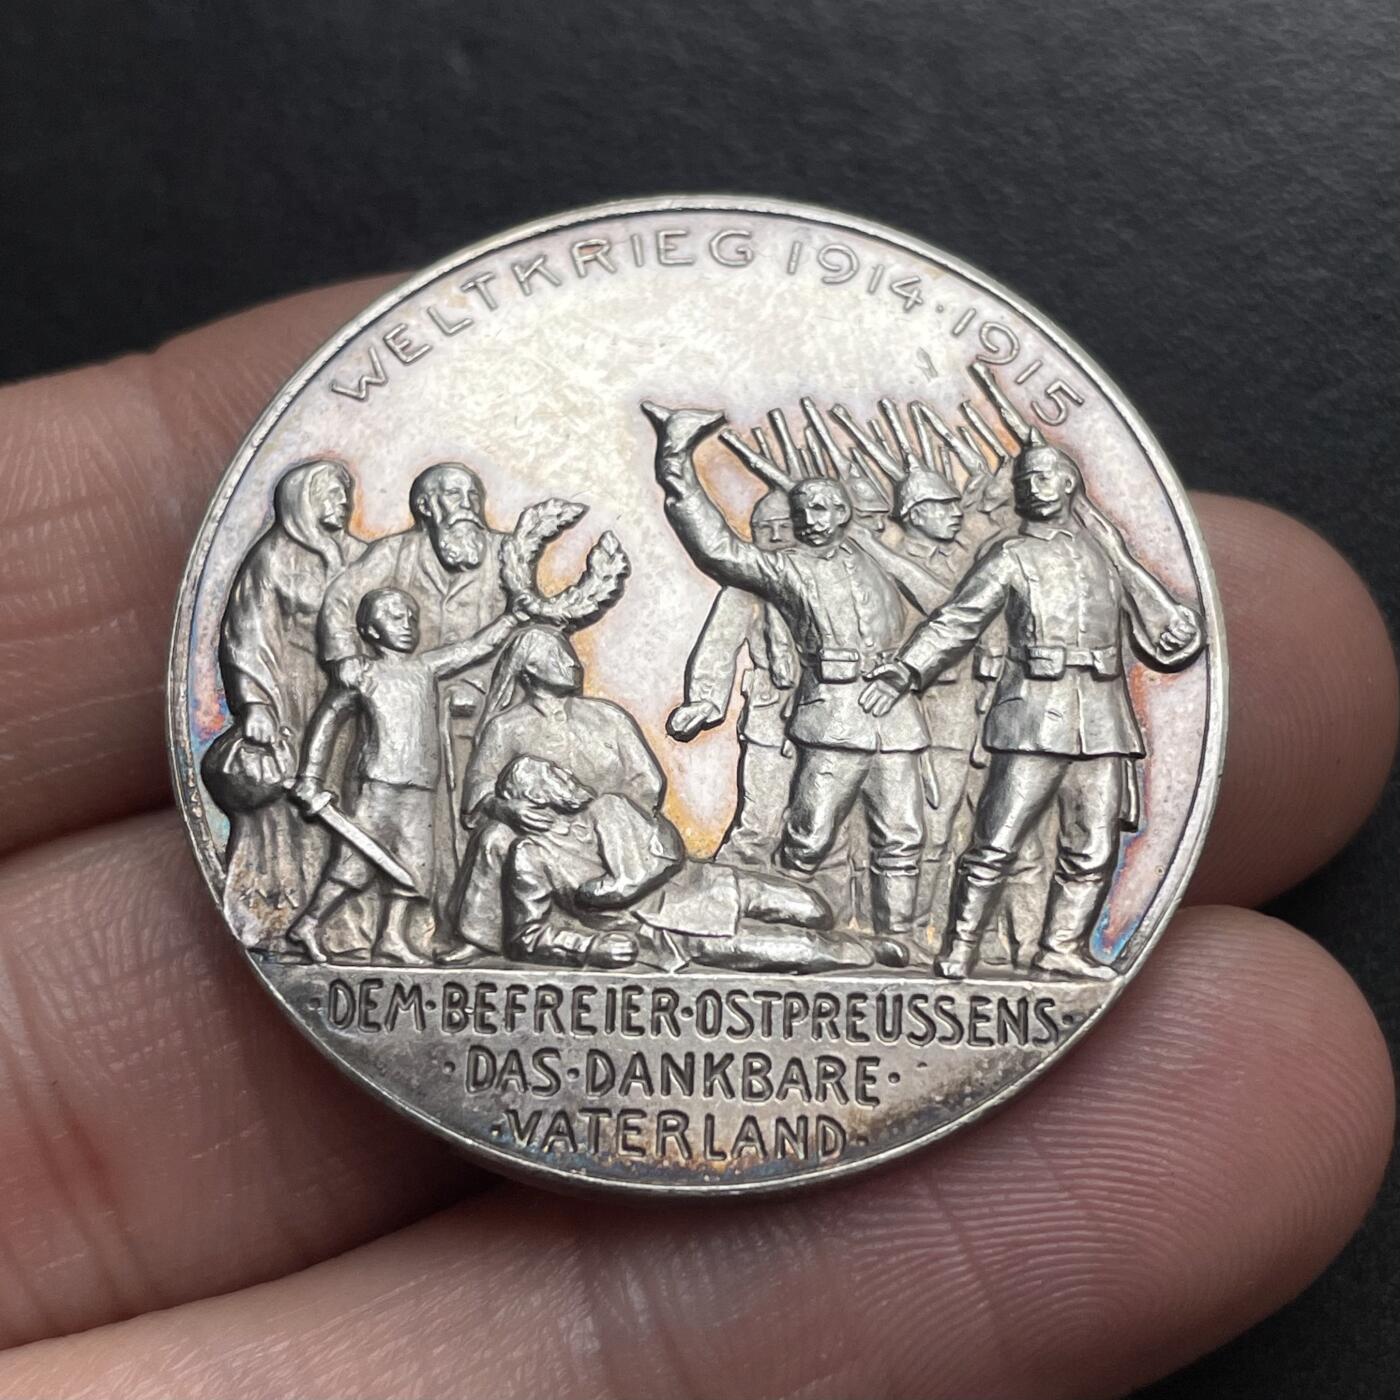 WELTKRIEG 1914·1915
·DEM·BEFREIER·OSTPREUSSENS·
·DAS·DANKBARE·
·VATERLAND·